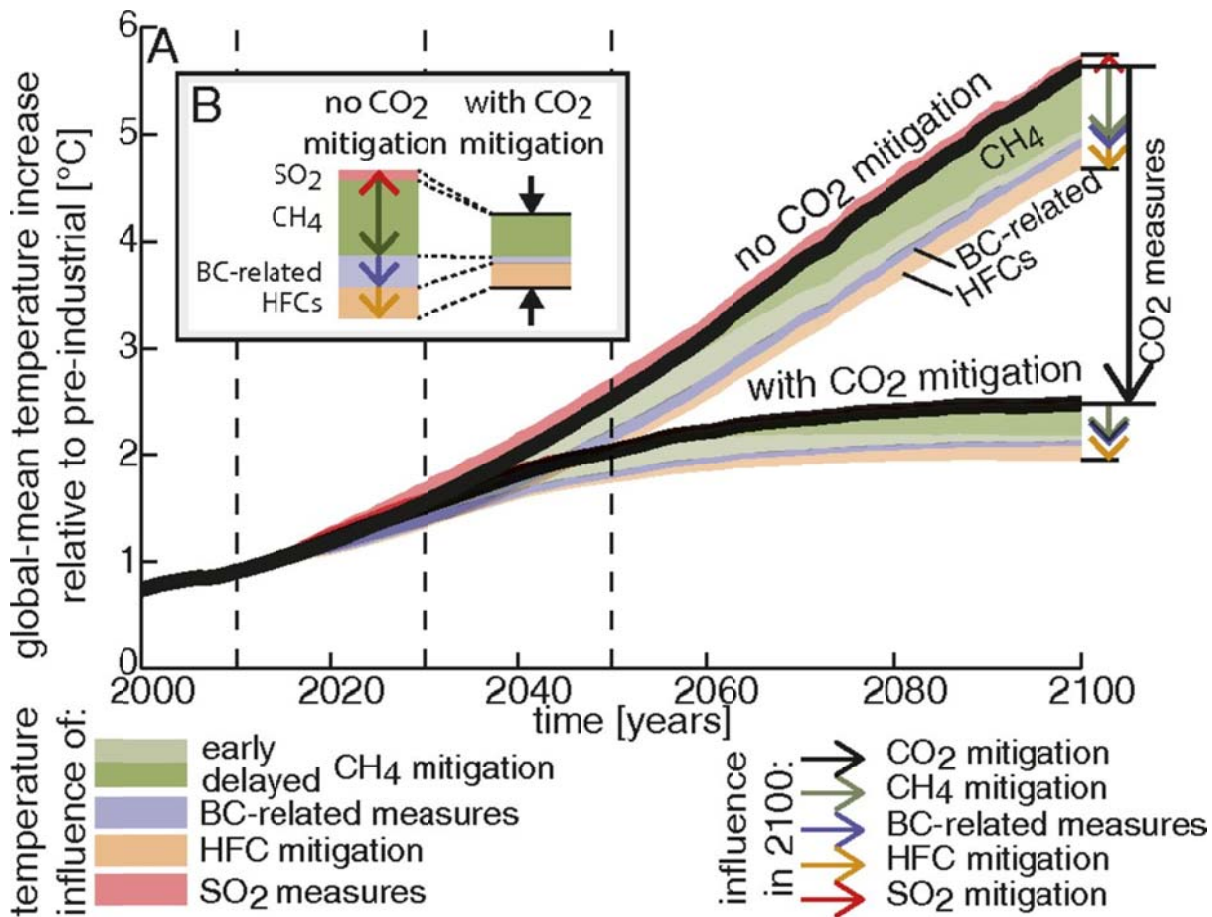 global-mean temperature increase
relative to pre-industrial [°C]
6
5
4
3
2
1
0
A
B
no CO2
mitigation
with CO2
mitigation
SO2
CH4
BC-related
HFCs
no CO2 mitigation
CH4
BC-related
HFCs
with CO2 mitigation
CO2 measures
2000
2020
2040
2060
2080
2100
time [years]
temperature
influence of:
early
delayed
CH4 mitigation
BC-related measures
HFC mitigation
SO2 measures
influence
in 2100:
CO2 mitigation
CH4 mitigation
BC-related measures
HFC mitigation
SO2 mitigation